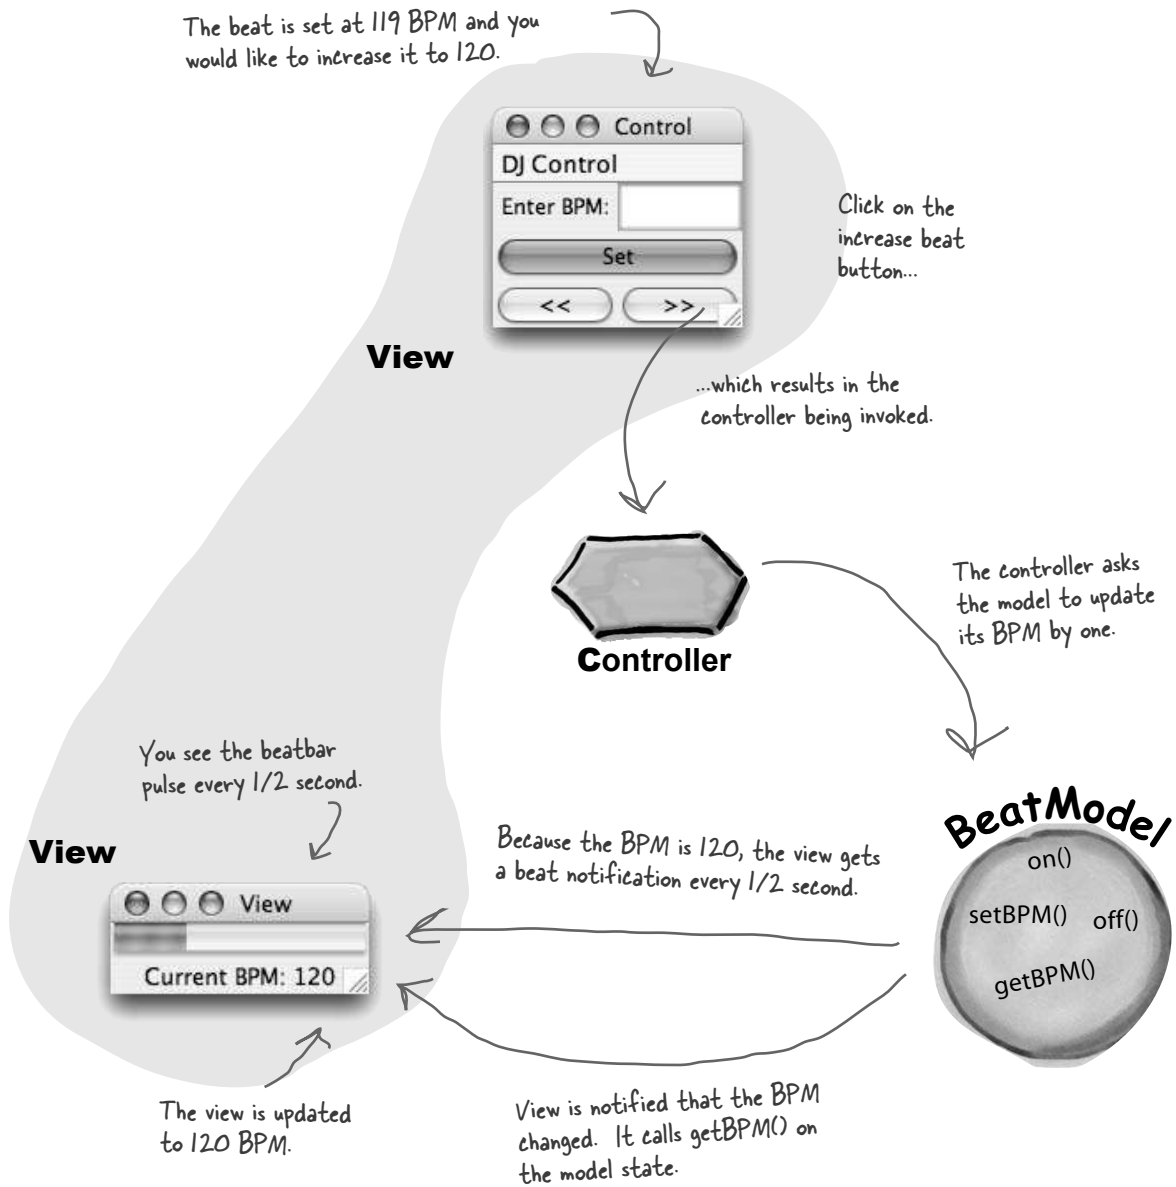 The beat is set at 119 BPM and you
would like to increase it to 120.
Control
DJ Control
Enter BPM:
Set
<<
>>
Click on the
increase beat
button...
View
...which results in the
controller being invoked.
Controller
The controller asks
the model to update
its BPM by one.
You see the beatbar
pulse every 1/2 second.
View
View
Current BPM: 120
Because the BPM is 120, the view gets
a beat notification every 1/2 second.
BeatModel
on()
setBPM()
off()
getBPM()
The view is updated
to 120 BPM.
View is notified that the BPM
changed. It calls getBPM() on
the model state.